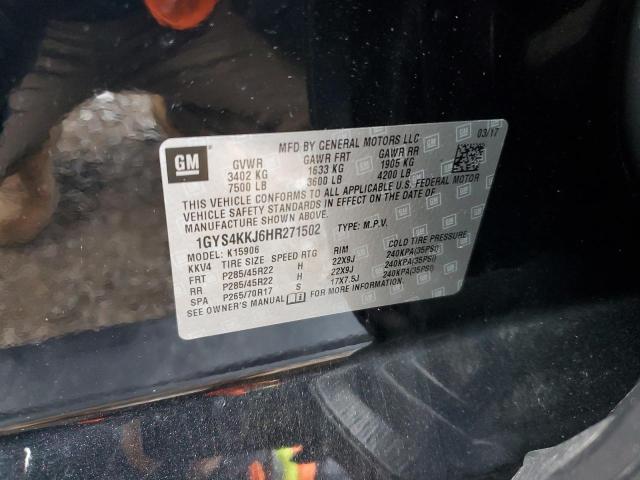 MFD BY GENERAL MOTORS LLC 03/17
GM
GVWR GAWR FRT GAWR RR
3402 KG 1633 KG 1905 KG
7500 LB 3600 LB 4200 LB
THIS VEHICLE CONFORMS TO ALL APPLICABLE U.S. FEDERAL MOTOR
VEHICLE SAFETY STANDARDS IN EFFECT ON THE DATE OF
MANUFACTURE SHOWN ABOVE.
1GYS4KKJ6HR271502 TYPE: M.P.V.
MODEL: K15906
KKV4 TIRE SIZE SPEED RTG RIM COLD TIRE PRESSURE
FRT P285/45R22 H 22X9J 240KPA(35PSI)
RR P285/45R22 H 22X9J 240KPA(35PSI)
SPA P265/70R17 S 17X7.5J 240KPA(35PSI)
SEE OWNER'S MANUAL FOR MORE INFORMATION.